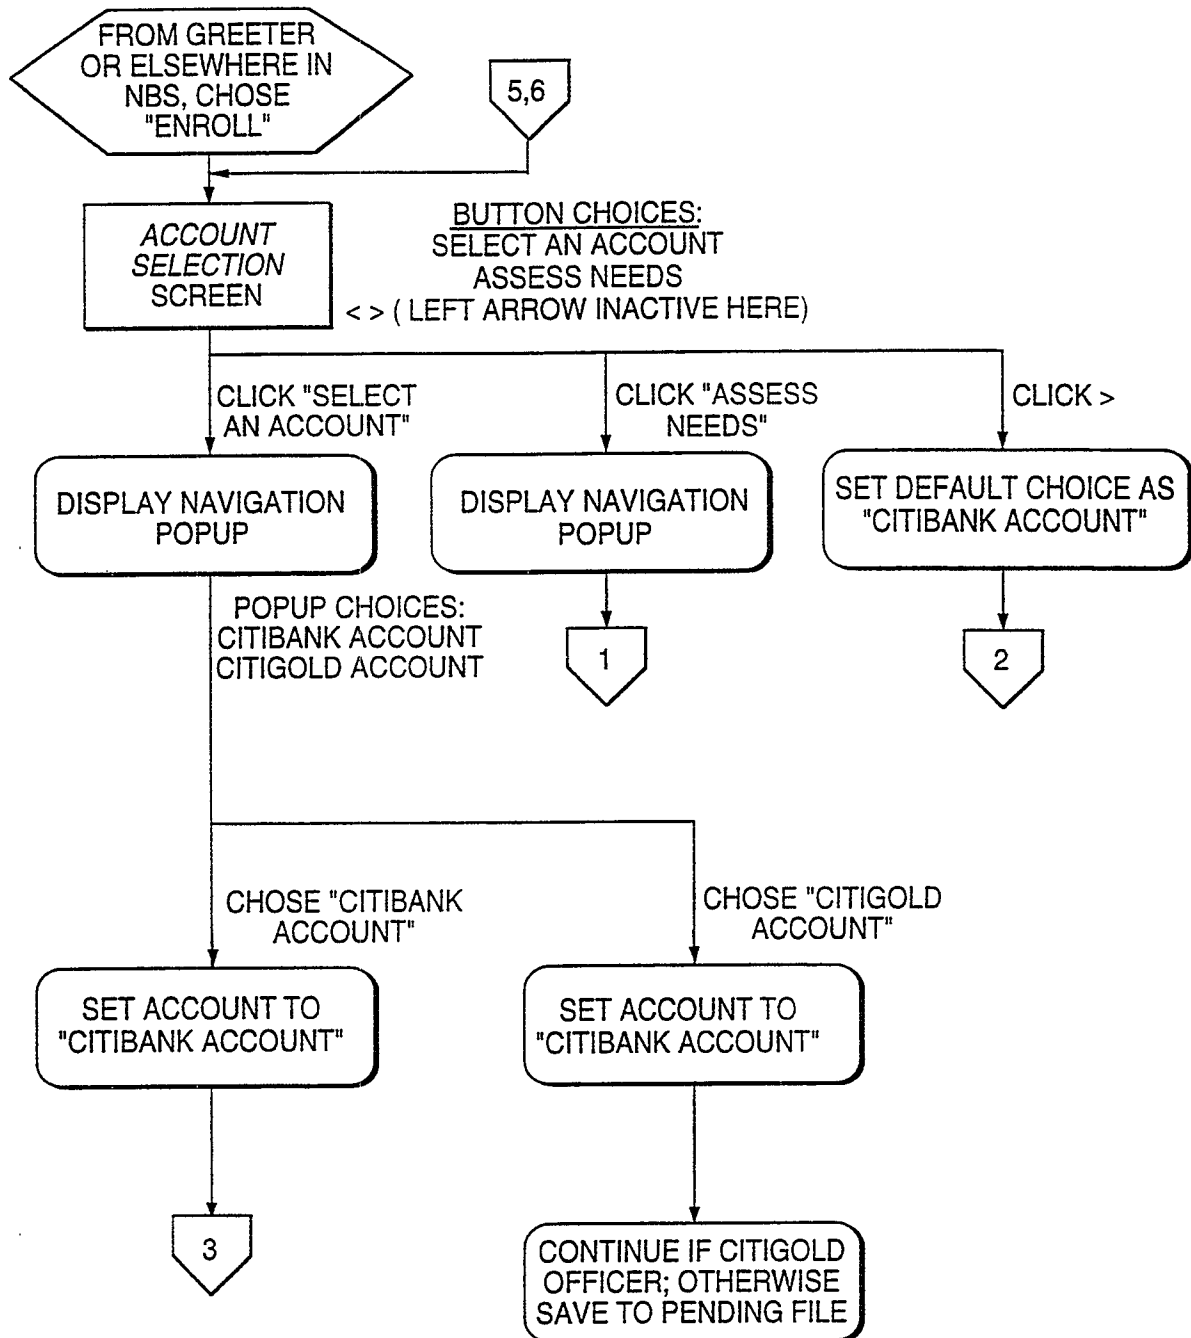 FROM GREETER
OR ELSEWHERE IN
NBS, CHOSE
"ENROLL"
5,6
ACCOUNT
SELECTION
SCREEN
BUTTON CHOICES:
SELECT AN ACCOUNT
ASSESS NEEDS
< > ( LEFT ARROW INACTIVE HERE)
CLICK "SELECT
AN ACCOUNT"
CLICK "ASSESS
NEEDS"
CLICK >
DISPLAY NAVIGATION
POPUP
DISPLAY NAVIGATION
POPUP
SET DEFAULT CHOICE AS
"CITIBANK ACCOUNT"
POPUP CHOICES:
CITIBANK ACCOUNT
CITIGOLD ACCOUNT
1
2
CHOSE "CITIBANK
ACCOUNT"
CHOSE "CITIGOLD
ACCOUNT"
SET ACCOUNT TO
"CITIBANK ACCOUNT"
SET ACCOUNT TO
"CITIBANK ACCOUNT"
3
CONTINUE IF CITIGOLD
OFFICER; OTHERWISE
SAVE TO PENDING FILE